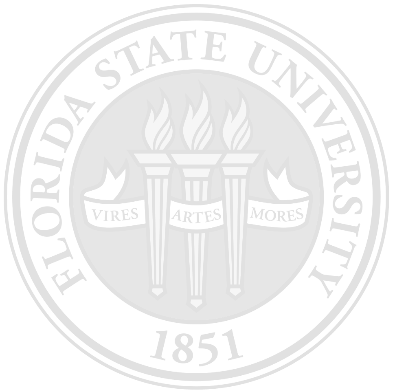 FLORIDA STATE UNIVERSITY
VIRES ARTES MORES
1851